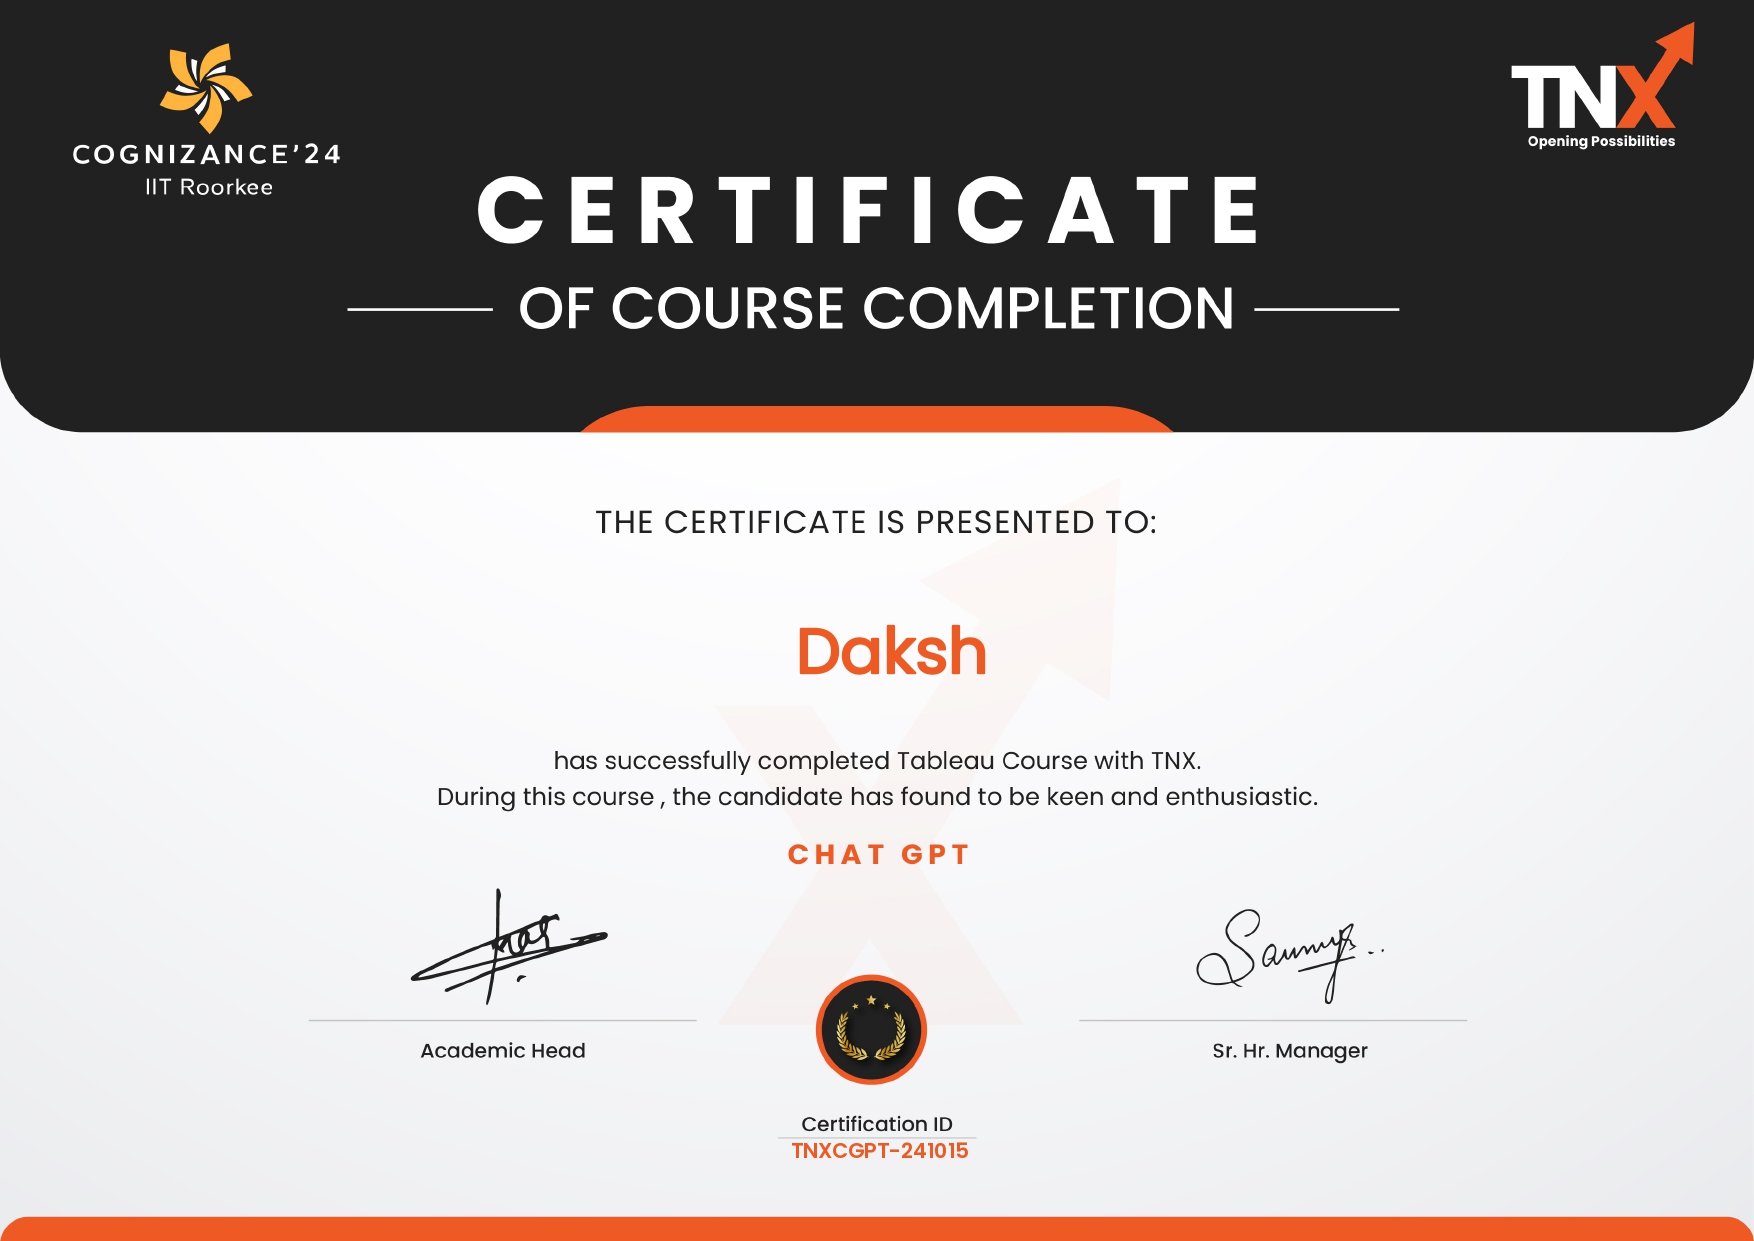 COGNIZANCE'24
IIT Roorkee
TNX
Opening Possibilities
CERTIFICATE
OF COURSE COMPLETION
THE CERTIFICATE IS PRESENTED TO:
Daksh
has successfully completed Tableau Course with TNX.
During this course , the candidate has found to be keen and enthusiastic.
CHAT GPT
Academic Head
Sr. Hr. Manager
Certification ID
TNXCGPT-241015